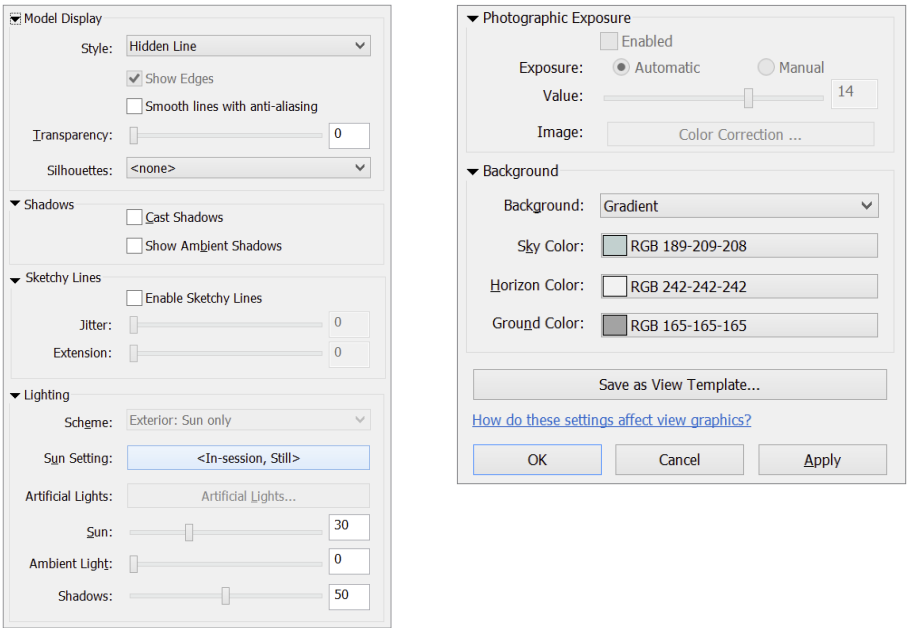 Model Display
Style: Hidden Line
Show Edges
Smooth lines with anti-aliasing
Transparency: 0
Silhouettes: <none>
Shadows
Cast Shadows
Show Ambient Shadows
Sketchy Lines
Enable Sketchy Lines
Jitter: 0
Extension: 0
Lighting
Scheme: Exterior: Sun only
Sun Setting: <In-session, Still>
Artificial Lights: Artificial Lights...
Sun: 30
Ambient Light: 0
Shadows: 50
Photographic Exposure
Enabled
Exposure: Automatic Manual
Value: 14
Image: Color Correction ...
Background
Background: Gradient
Sky Color: RGB 189-209-208
Horizon Color: RGB 242-242-242
Ground Color: RGB 165-165-165
Save as View Template...
How do these settings affect view graphics?
OK Cancel Apply